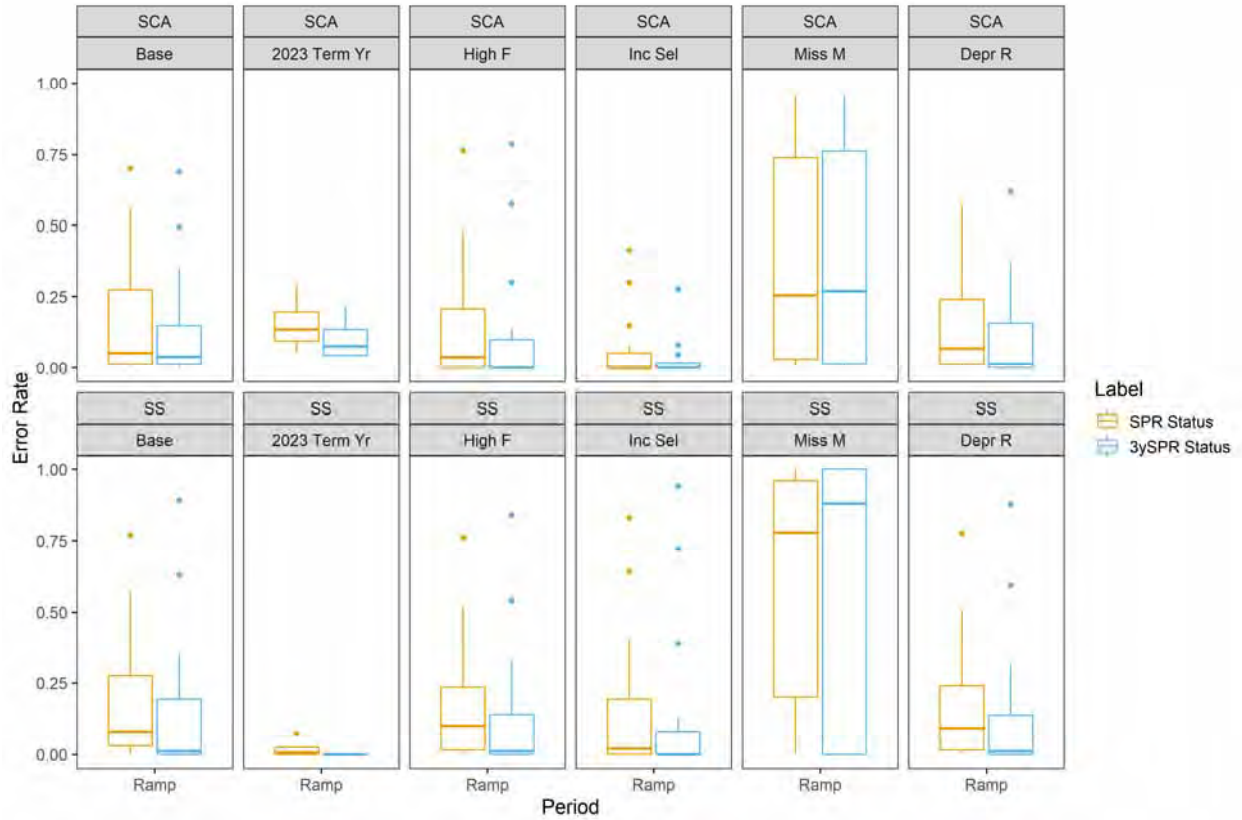 SCA SCA SCA SCA SCA SCA
Base 2023 Term Yr High F Inc Sel Miss M Depr R
1.00
0.75
0.50
0.25
0.00
SS SS SS SS SS SS
Base 2023 Term Yr High F Inc Sel Miss M Depr R
1.00
0.75
0.50
0.25
0.00
Ramp Ramp Ramp Ramp Ramp Ramp
Period
Error Rate
Label
SPR Status
3ySPR Status